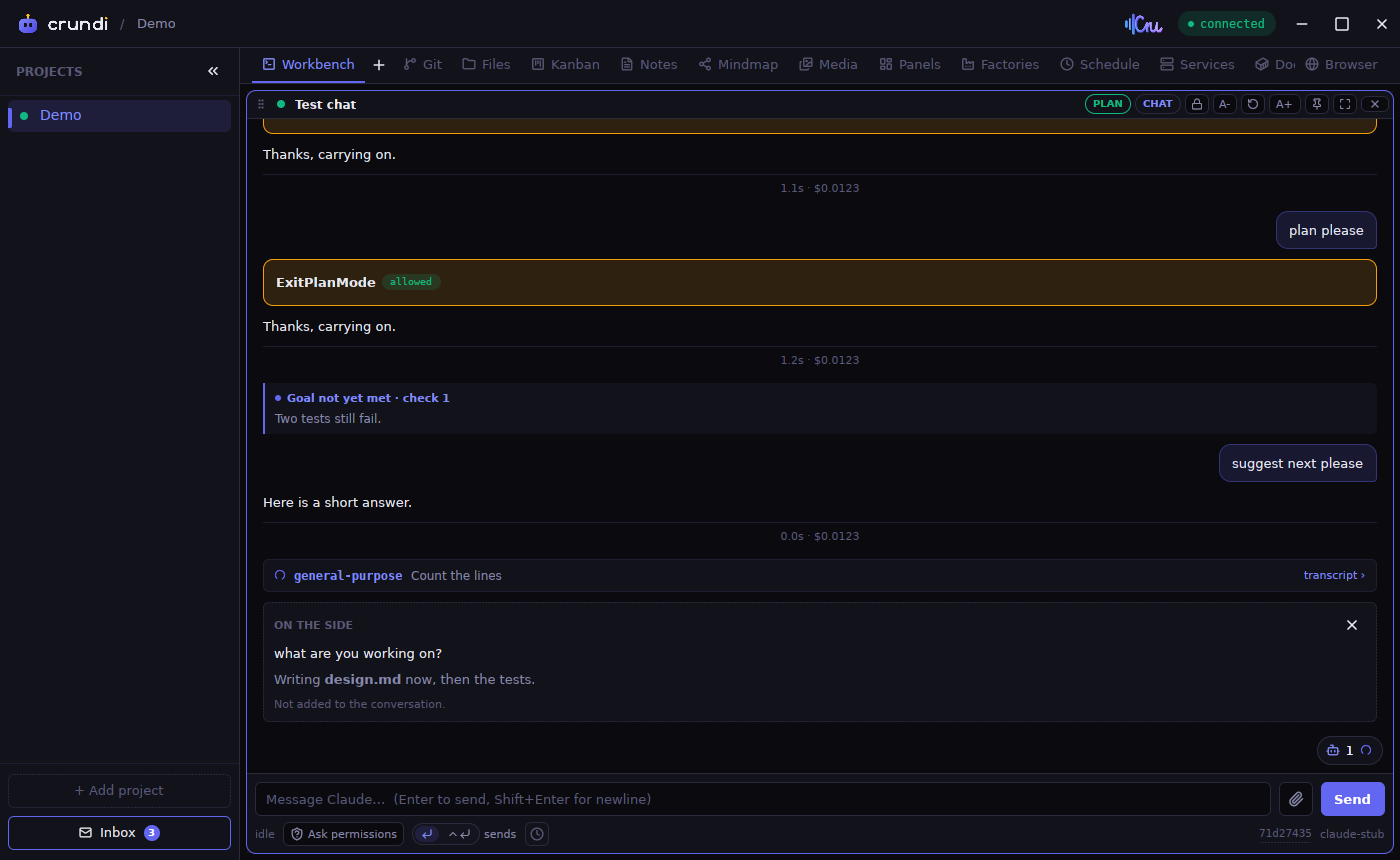 crundi / Demo
Cru
connected
PROJECTS
Workbench
Git
Files
Kanban
Notes
Mindmap
Media
Panels
Factories
Schedule
Services
Doc
Browser
Demo
Test chat
PLAN
CHAT
A-
A+
Thanks, carrying on.
1.1s · $0.0123
plan please
ExitPlanMode allowed
Thanks, carrying on.
1.2s · $0.0123
Goal not yet met · check 1
Two tests still fail.
suggest next please
Here is a short answer.
0.0s · $0.0123
general-purpose Count the lines
transcript ›
ON THE SIDE
what are you working on?
Writing design.md now, then the tests.
Not added to the conversation.
1
+ Add project
Inbox 3
Message Claude... (Enter to send, Shift+Enter for newline)
Send
idle
Ask permissions
sends
71d27435
claude-stub